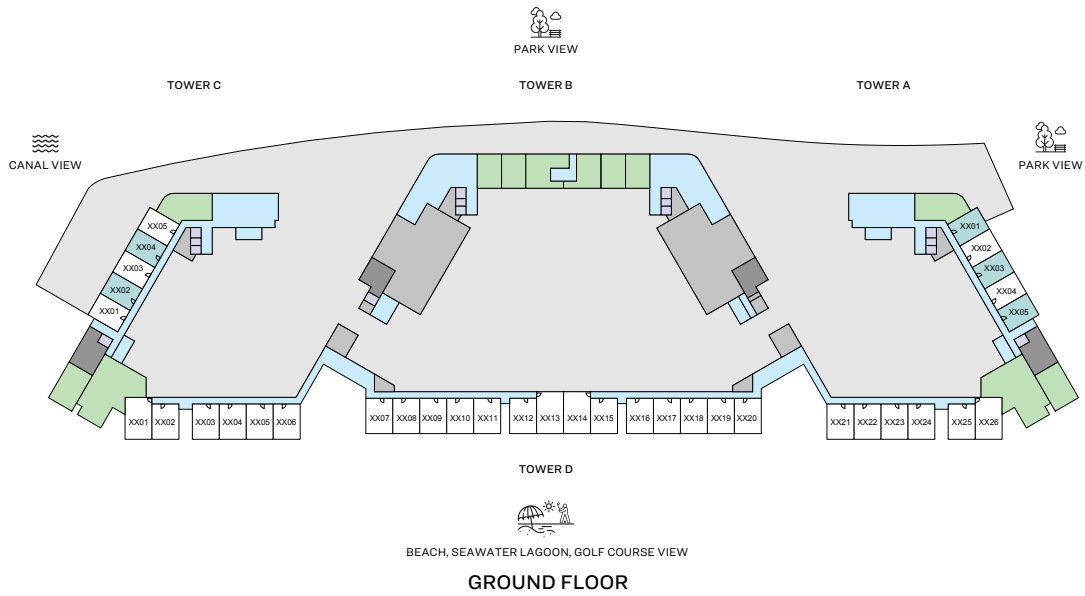 PARK VIEW
TOWER C
TOWER B
TOWER A
CANAL VIEW
PARK VIEW
XX05
XX04
XX03
XX02
XX01
XX01
XX02
XX03
XX04
XX05
XX01 XX02 XX03 XX04 XX05 XX06 XX07 XX08 XX09 XX10 XX11 XX12 XX13 XX14 XX15 XX16 XX17 XX18 XX19 XX20 XX21 XX22 XX23 XX24 XX25 XX26
TOWER D
BEACH, SEAWATER LAGOON, GOLF COURSE VIEW
GROUND FLOOR